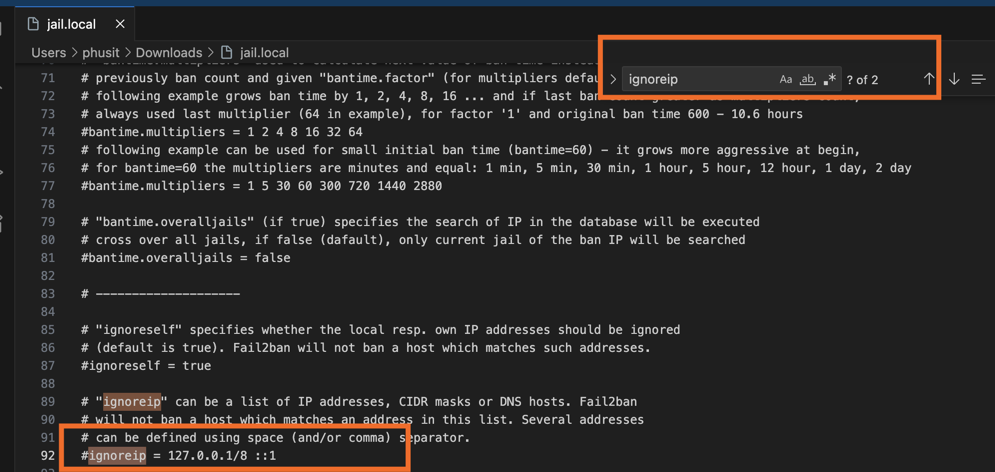 jail.local
Users > phusit > Downloads > jail.local
ignoreip Aa ab .* ? of 2
71 # previously ban count and given "bantime.factor" (for multipliers defau
72 # following example grows ban time by 1, 2, 4, 8, 16 ... and if last ban
73 # always used last multiplier (64 in example), for factor '1' and original ban time 600 - 10.6 hours
74 #bantime.multipliers = 1 2 4 8 16 32 64
75 # following example can be used for small initial ban time (bantime=60) - it grows more aggressive at begin,
76 # for bantime=60 the multipliers are minutes and equal: 1 min, 5 min, 30 min, 1 hour, 5 hour, 12 hour, 1 day, 2 day
77 #bantime.multipliers = 1 5 30 60 300 720 1440 2880
78
79 # "bantime.overalljails" (if true) specifies the search of IP in the database will be executed
80 # cross over all jails, if false (dafault), only current jail of the ban IP will be searched
81 #bantime.overalljails = false
82
83 # --------------------
84
85 # "ignoreself" specifies whether the local resp. own IP addresses should be ignored
86 # (default is true). Fail2ban will not ban a host which matches such addresses.
87 #ignoreself = true
88
89 # "ignoreip" can be a list of IP addresses, CIDR masks or DNS hosts. Fail2ban
90 # will not ban a host which matches an address in this list. Several addresses
91 # can be defined using space (and/or comma) separator.
92 #ignoreip = 127.0.0.1/8 ::1